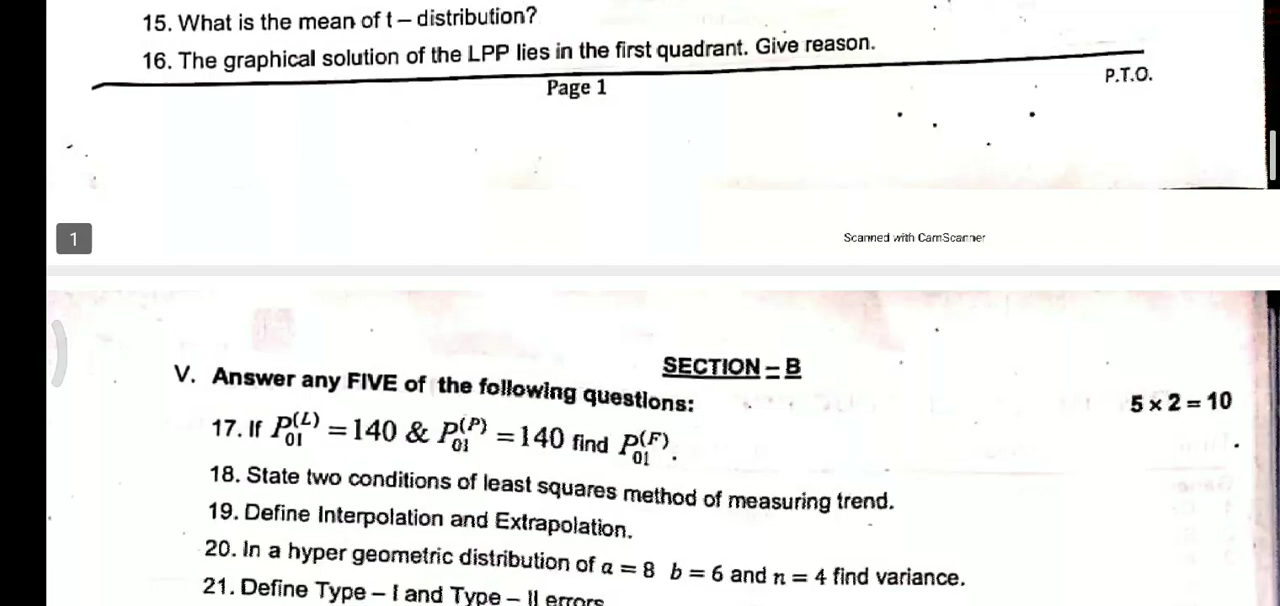 15. What is the mean of t – distribution?
16. The graphical solution of the LPP lies in the first quadrant. Give reason.
Page 1
P.T.O.
1
Scanned with CamScanner
SECTION – B
V. Answer any FIVE of the following questions:
5 × 2 = 10
17. If P₀₁⁽ᴸ⁾ = 140 & P₀₁⁽ᴾ⁾ = 140 find P₀₁⁽ᶠ⁾.
18. State two conditions of least squares method of measuring trend.
19. Define Interpolation and Extrapolation.
20. In a hyper geometric distribution of a = 8 b = 6 and n = 4 find variance.
21. Define Type – I and Type – II errors